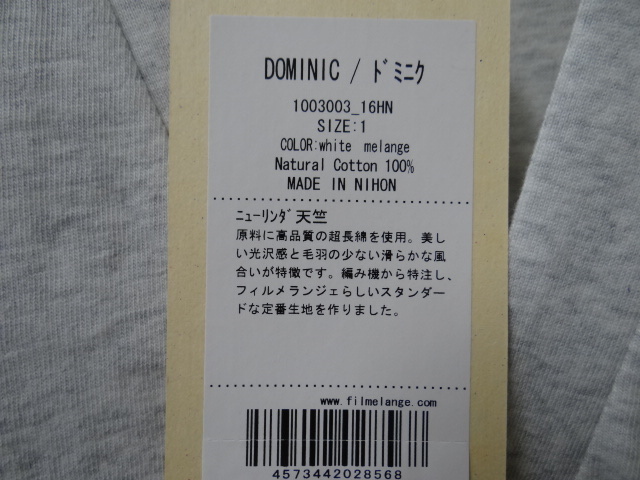 DOMINIC / ﾄﾞﾐﾆｸ
1003003_16HN
SIZE:1
COLOR:white melange
Natural Cotton 100%
MADE IN NIHON
ﾆｭｰﾘﾝﾀﾞ天竺
原料に高品質の超長綿を使用。美し
い光沢感と毛羽の少ない滑らかな風
合いが特徴です。編み機から特注し、
フィルメランジェらしいスタンダー
ドな定番生地を作りました。
www.filmelange.com
4573442028568